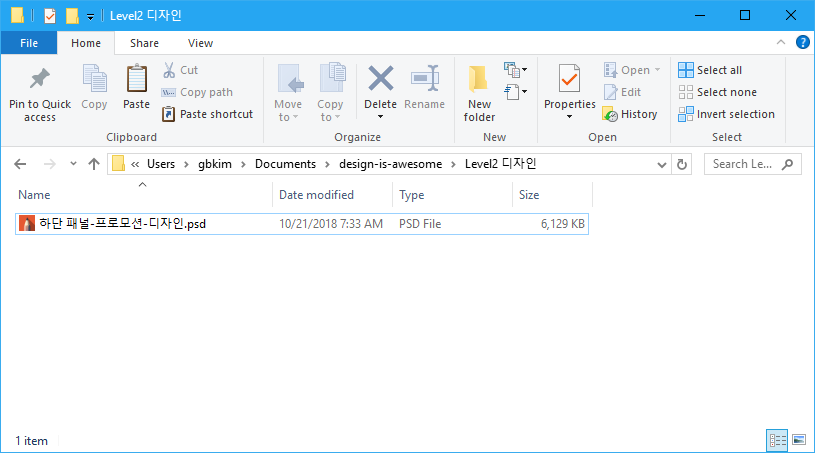 Level2 디자인
File Home Share View
Pin to Quick access
Copy
Paste
Cut
Copy path
Paste shortcut
Clipboard
Move to
Copy to
Delete
Rename
Organize
New folder
New
Properties
Open
Edit
History
Open
Select all
Select none
Invert selection
Select
« Users > gbkim > Documents > design-is-awesome > Level2 디자인
Search Le...
Name Date modified Type Size
하단 패널-프로모션-디자인.psd 10/21/2018 7:33 AM PSD File 6,129 KB
1 item